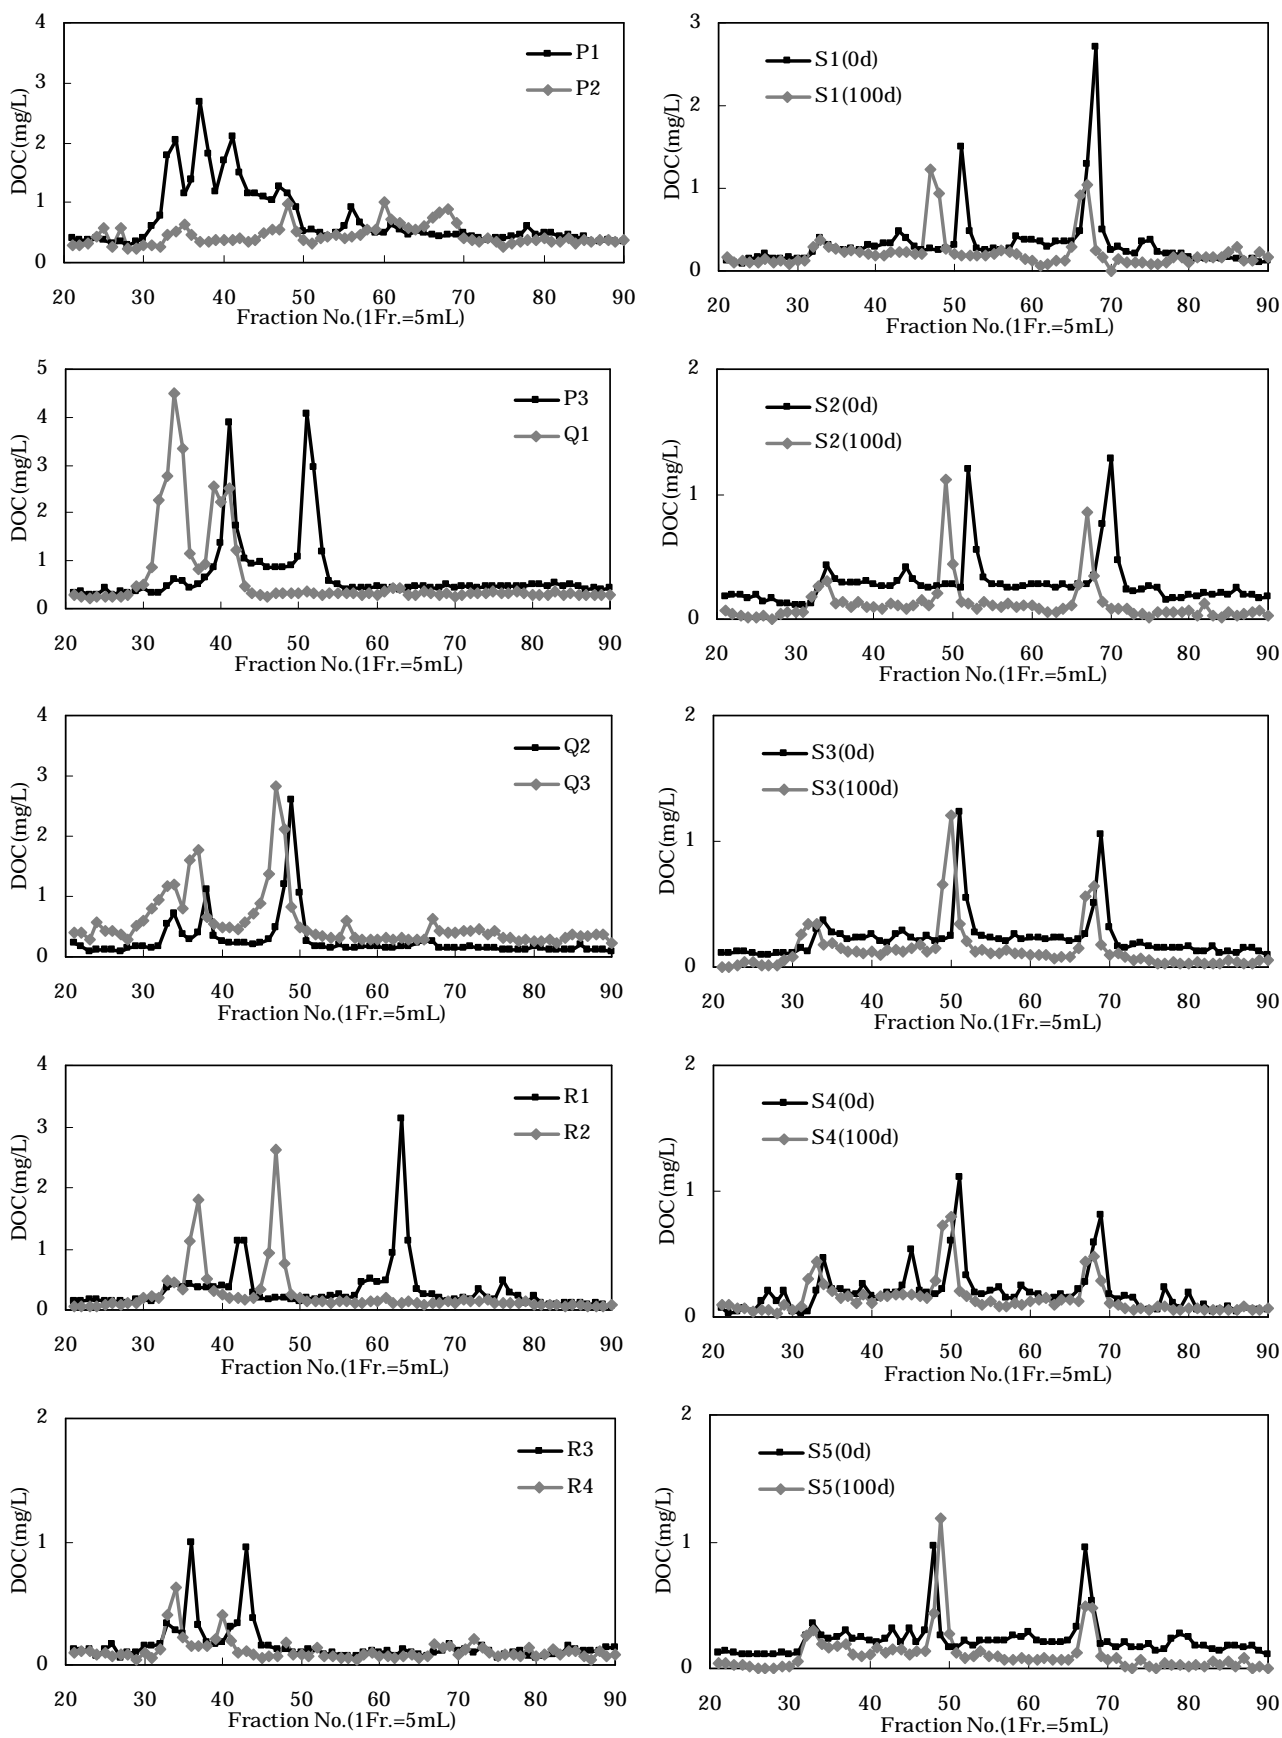 4
3
2
1
0
DOC(mg/L)
P1
P2
20 30 40 50 60 70 80 90
Fraction No.(1Fr.=5mL)
3
2
1
0
DOC(mg/L)
S1(0d)
S1(100d)
20 30 40 50 60 70 80 90
Fraction No.(1Fr.=5mL)
5
4
3
2
1
0
DOC(mg/L)
P3
Q1
20 30 40 50 60 70 80 90
Fraction No.(1Fr.=5mL)
2
1
0
DOC(mg/L)
S2(0d)
S2(100d)
20 30 40 50 60 70 80 90
Fraction No.(1Fr.=5mL)
4
3
2
1
0
DOC(mg/L)
Q2
Q3
20 30 40 50 60 70 80 90
Fraction No.(1Fr.=5mL)
2
1
0
DOC(mg/L)
S3(0d)
S3(100d)
20 30 40 50 60 70 80 90
Fraction No.(1Fr.=5mL)
4
3
2
1
0
DOC(mg/L)
R1
R2
20 30 40 50 60 70 80 90
Fraction No.(1Fr.=5mL)
2
1
0
DOC(mg/L)
S4(0d)
S4(100d)
20 30 40 50 60 70 80 90
Fraction No.(1Fr.=5mL)
2
1
0
DOC(mg/L)
R3
R4
20 30 40 50 60 70 80 90
Fraction No.(1Fr.=5mL)
2
1
0
DOC(mg/L)
S5(0d)
S5(100d)
20 30 40 50 60 70 80 90
Fraction No.(1Fr.=5mL)